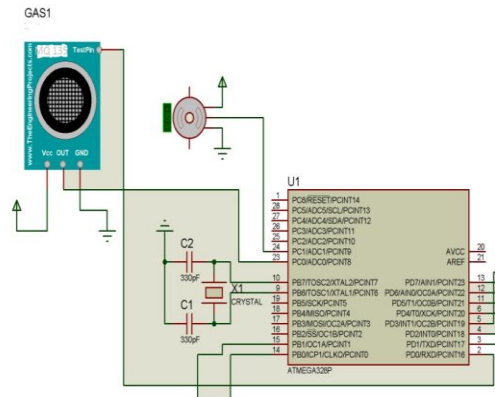 GAS1
MQ 135
TestPin
www.TheEngineeringProjects.com
Vcc OUT GND
U1
1 PC6/RESET/PCINT14
28 PC5/ADC5/SCL/PCINT13
27 PC4/ADC4/SDA/PCINT12
26 PC3/ADC3/PCINT11
25 PC2/ADC2/PCINT10
24 PC1/ADC1/PCINT9
23 PC0/ADC0/PCINT8
AVCC 20
AREF 21
10 PB7/TOSC2/XTAL2/PCINT7
9 PB6/TOSC1/XTAL1/PCINT6
19 PB5/SCK/PCINT5
18 PB4/MISO/PCINT4
17 PB3/MOSI/OC2A/PCINT3
16 PB2/SS/OC1B/PCINT2
15 PB1/OC1A/PCINT1
14 PB0/ICP1/CLKO/PCINT0
PD7/AIN1/PCINT23 13
PD6/AIN0/OC0A/PCINT22 12
PD5/T1/OC0B/PCINT21 11
PD4/T0/XCK/PCINT20 6
PD3/INT1/OC2B/PCINT19 5
PD2/INT0/PCINT18 4
PD1/TXD/PCINT17 3
PD0/RXD/PCINT16 2
ATMEGA328P
C2
330pF
X1
CRYSTAL
C1
330pF